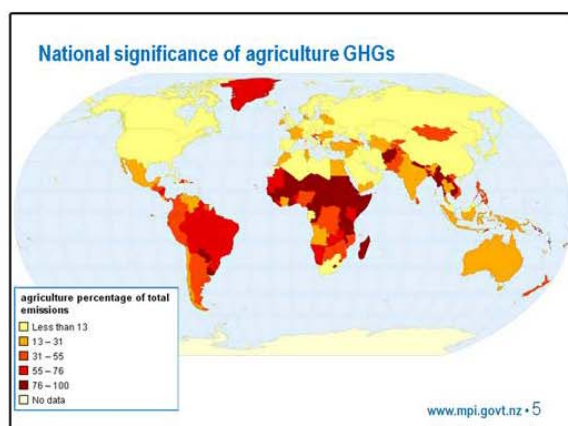 National significance of agriculture GHGs
agriculture percentage of total
emissions
Less than 13
13 – 31
31 – 55
55 – 76
76 – 100
No data
www.mpi.govt.nz • 5